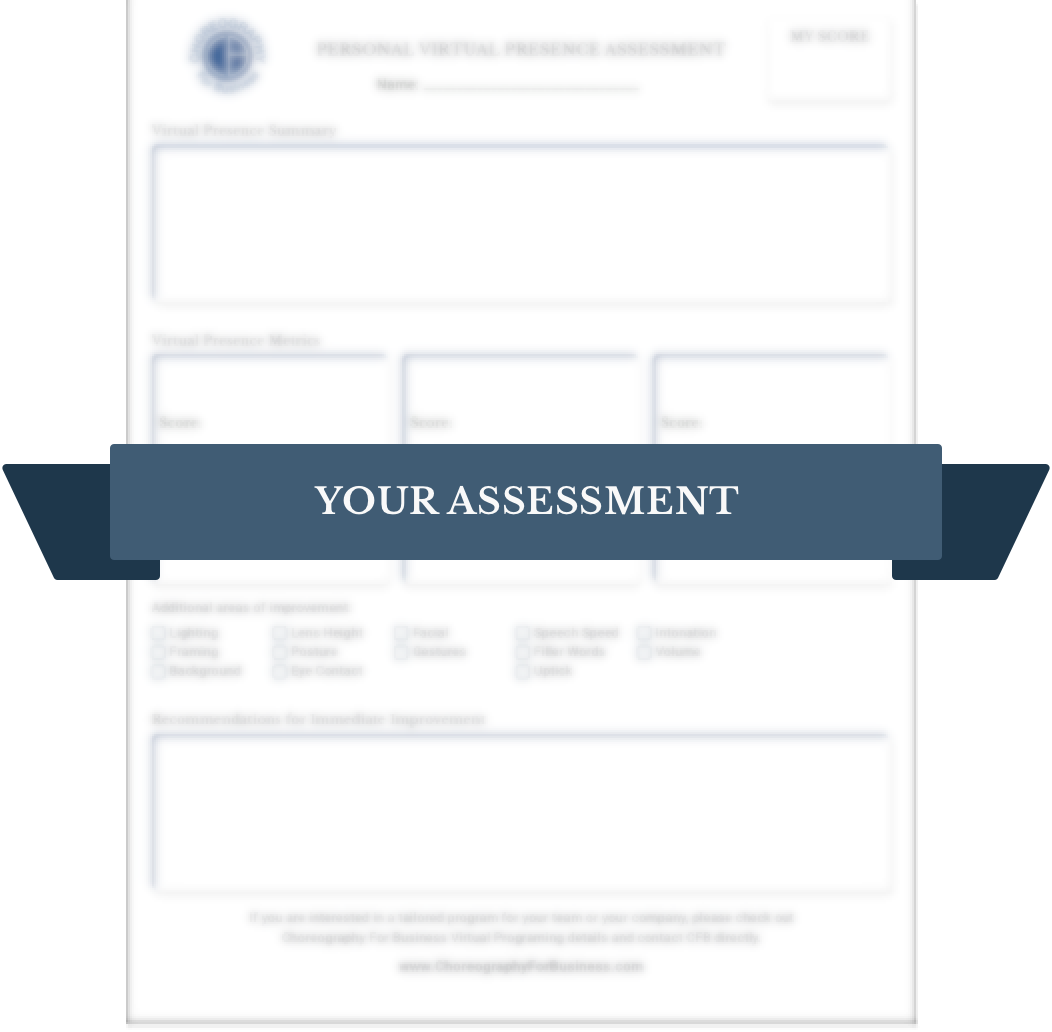 PERSONAL VIRTUAL PRESENCE ASSESSMENT
MY SCORE
Name:
Virtual Presence Summary
Virtual Presence Metrics
Score: Score: Score:
YOUR ASSESSMENT
Additional areas of improvement:
Lighting Lens Height Facial Speech Speed Intonation
Framing Posture Gestures Filler Words Volume
Background Eye Contact Uptick
Recommendations for Immediate Improvement
If you are interested in a tailored program for your team or your company, please check out
Choreography For Business Virtual Programing details and contact CFB directly.
www.ChoreographyForBusiness.com